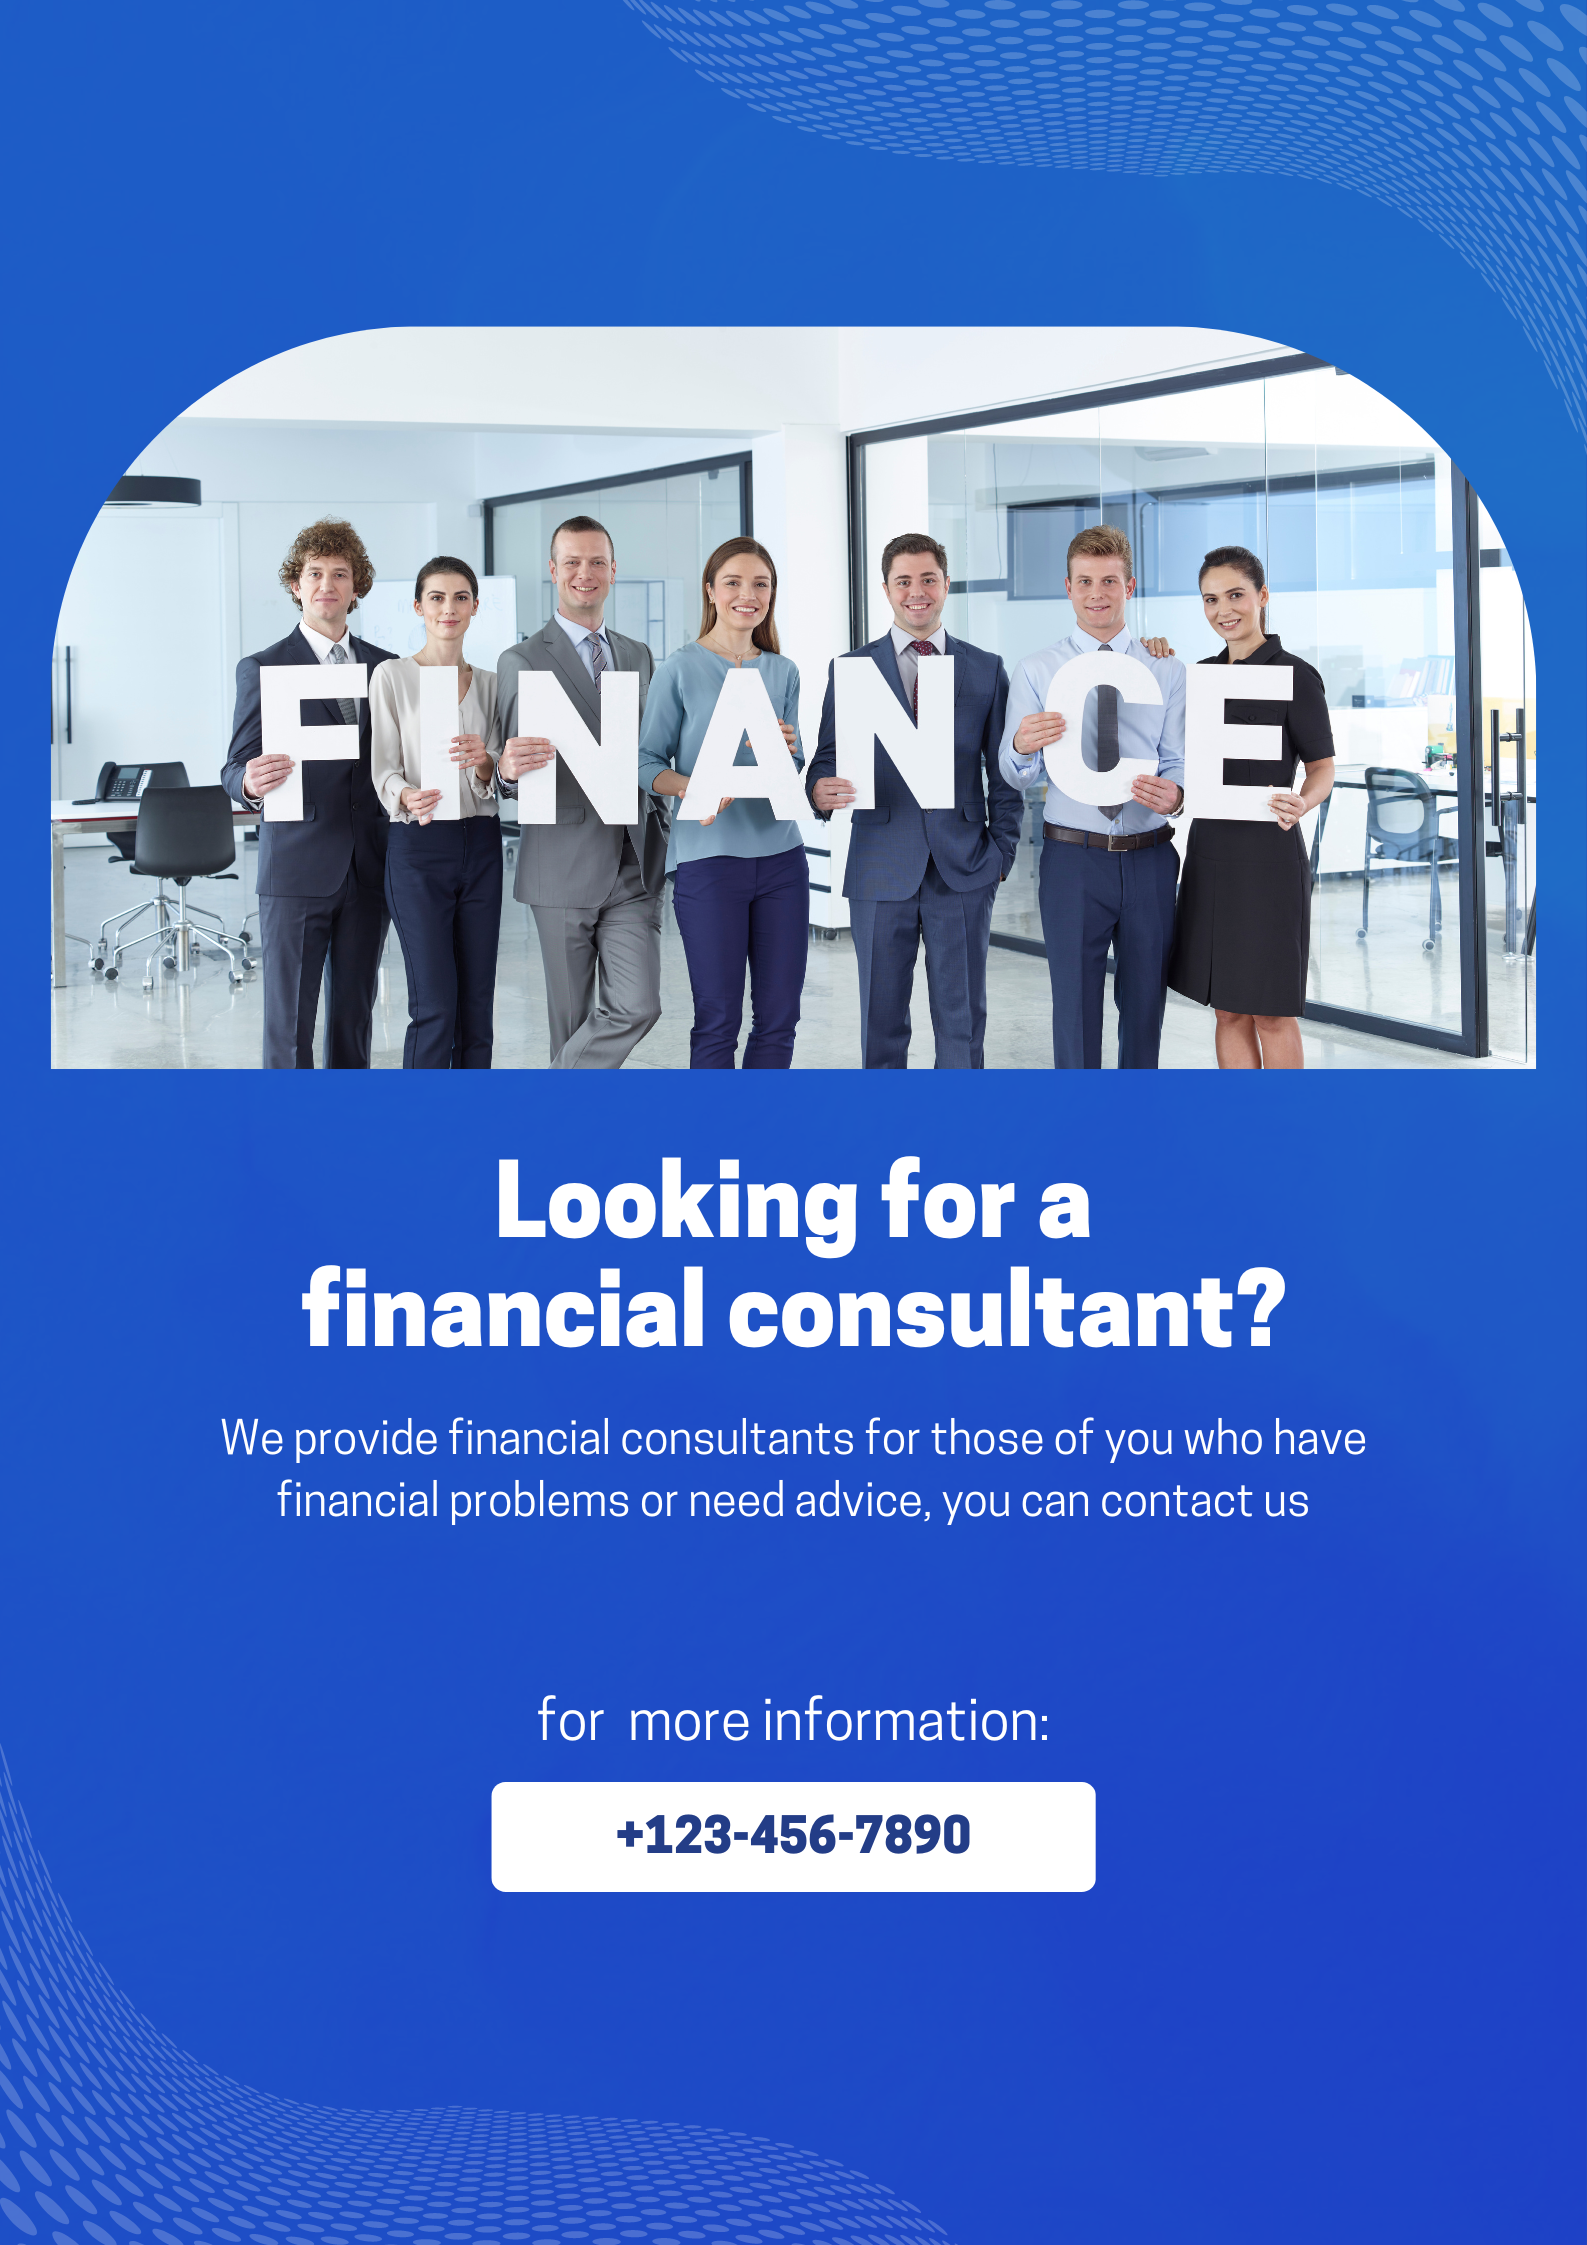 FINANCE
Looking for a
financial consultant?
We provide financial consultants for those of you who have
financial problems or need advice, you can contact us
for more information:
+123-456-7890